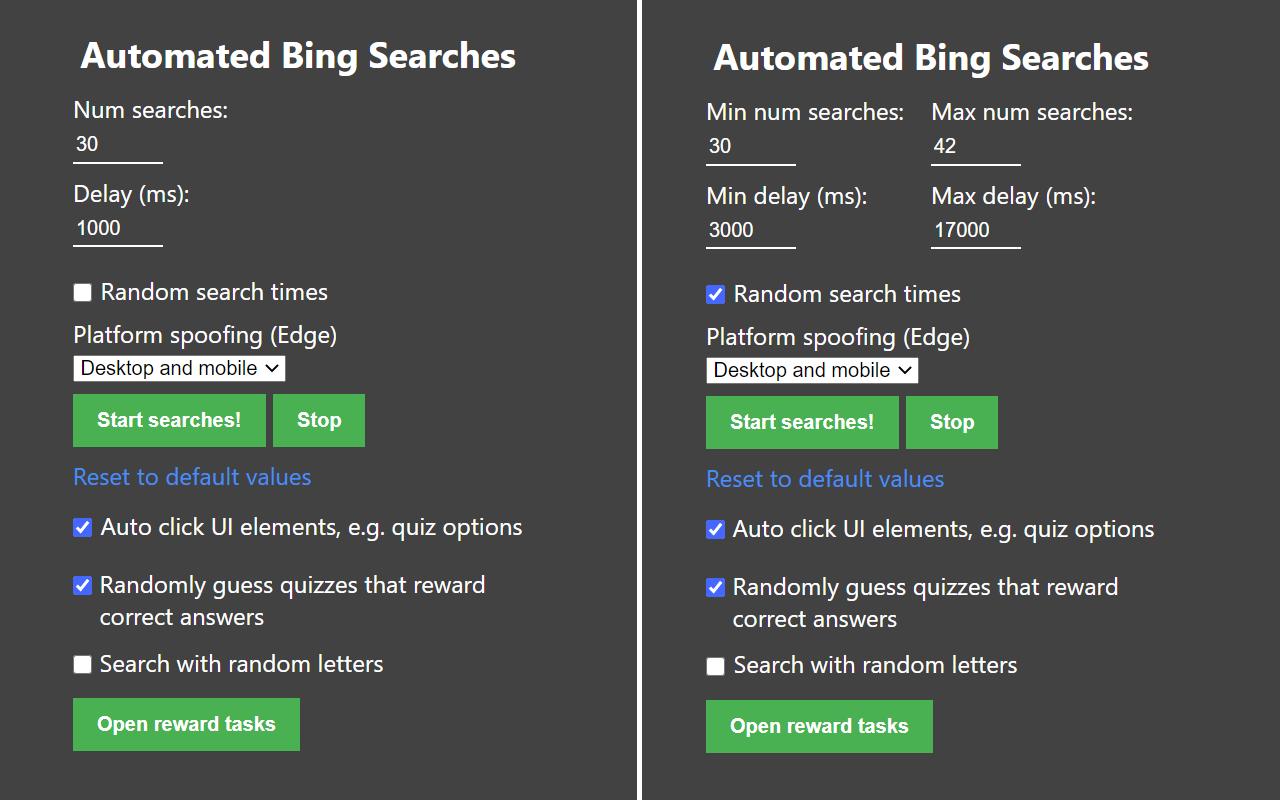 Automated Bing Searches
Num searches:
30
Delay (ms):
1000
Random search times
Platform spoofing (Edge)
Desktop and mobile
Start searches! Stop
Reset to default values
Auto click UI elements, e.g. quiz options
Randomly guess quizzes that reward
correct answers
Search with random letters
Open reward tasks
Automated Bing Searches
Min num searches: Max num searches:
30 42
Min delay (ms): Max delay (ms):
3000 17000
Random search times
Platform spoofing (Edge)
Desktop and mobile
Start searches! Stop
Reset to default values
Auto click UI elements, e.g. quiz options
Randomly guess quizzes that reward
correct answers
Search with random letters
Open reward tasks